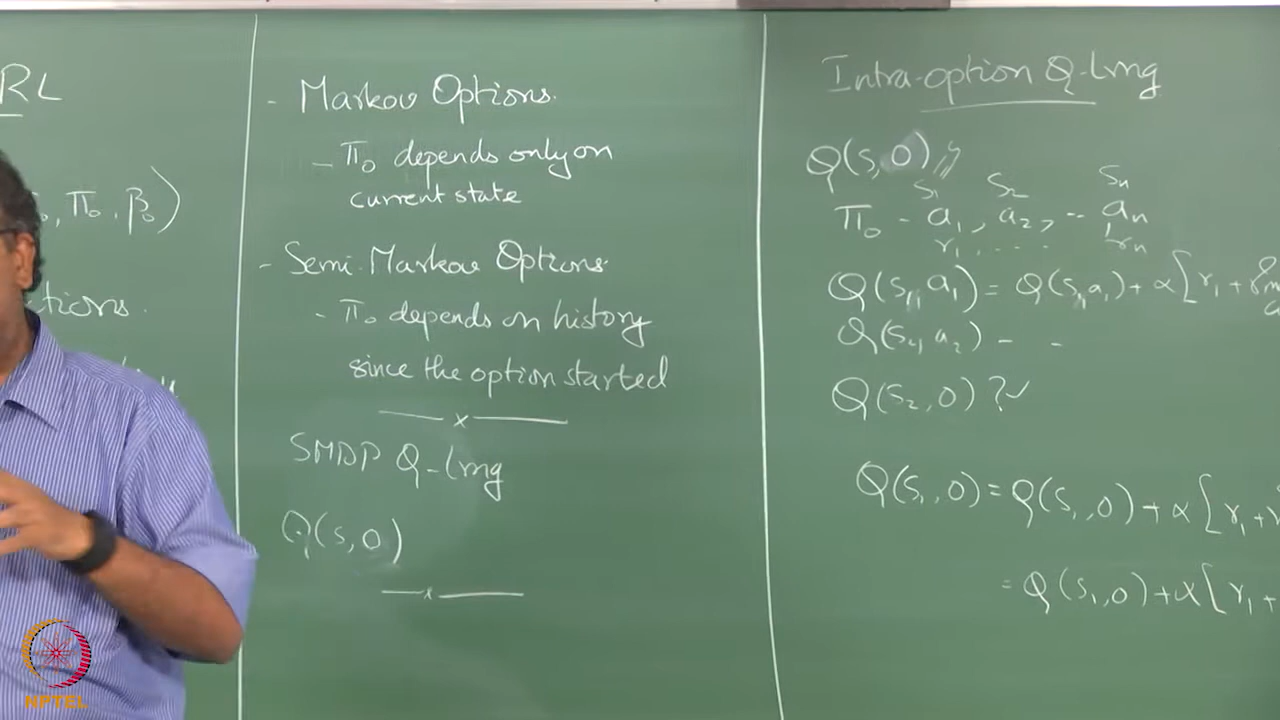 RL
, π₀, β₀)
ctions.
- Markov Options.
- π₀ depends only on
current state
- Semi-Markov Options.
- π₀ depends on history
since the option started
SMDP Q-Lrng
Q(s,o)
Intra-option Q-Lrng
Q(s,o)
s₁ s₂ sₙ
π₀ - a₁, a₂, -- aₙ
r₁, .... rₙ
Q(s₁, a₁) = Q(s₁, a₁) + α[r₁ + γ
Q(s₂, a₂) - -
Q(s₂, o) ?✓
Q(s₁, o) = Q(s₁, o) + α[r₁ +
= Q(s₁, o) + α[r₁ +
NPTEL